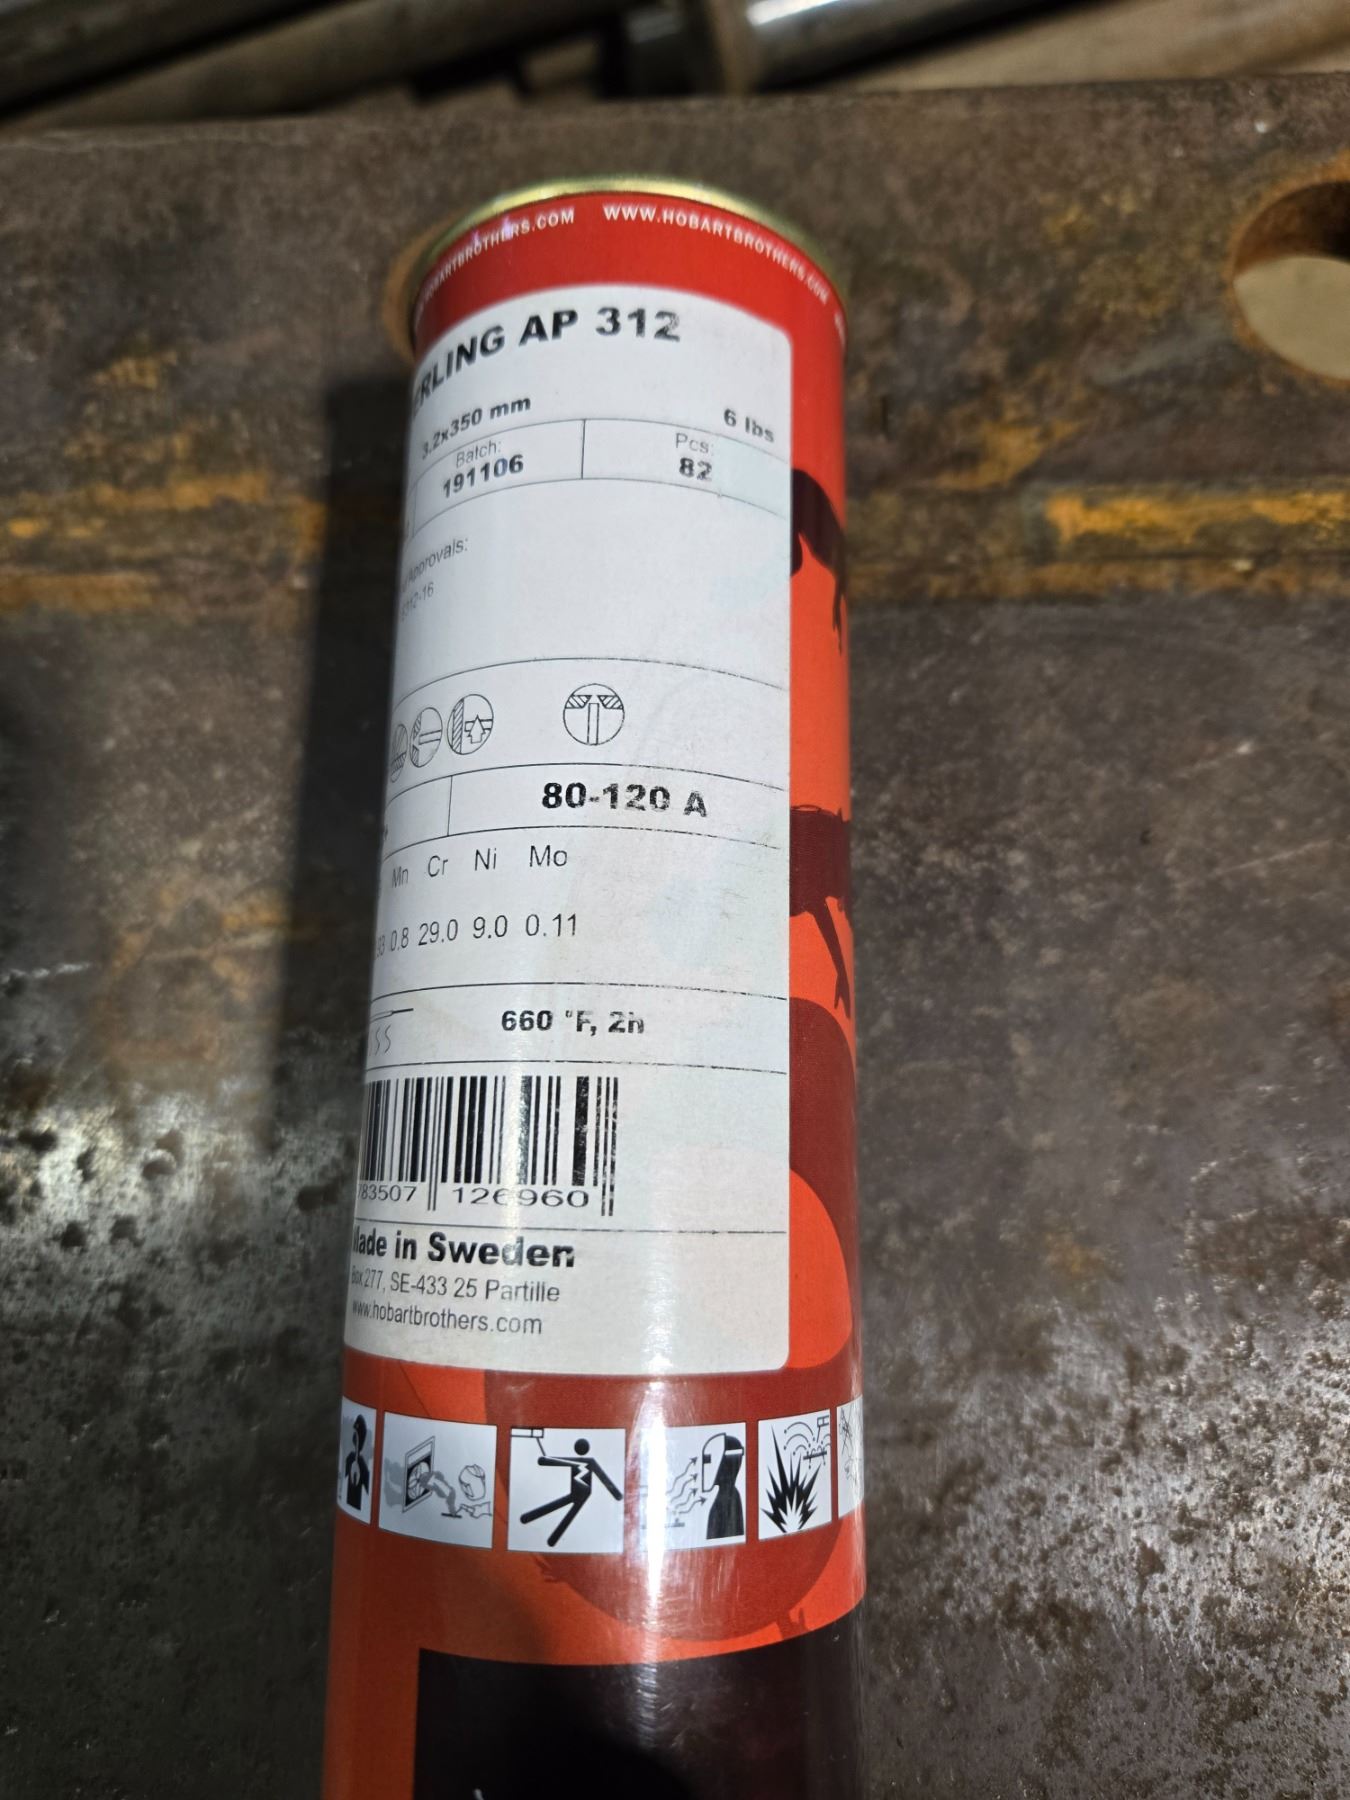 WWW.HOBARTBROTHERS.COM
AP 312
3.2x350 mm 6 lbs
Batch: Pcs:
191106 82
Approvals:
80-120 A
Mn Cr Ni Mo
0.8 29.0 9.0 0.11
660 °F, 2h
783507 126960
Made in Sweden
Box 277, SE-433 25 Partille
www.hobartbrothers.com